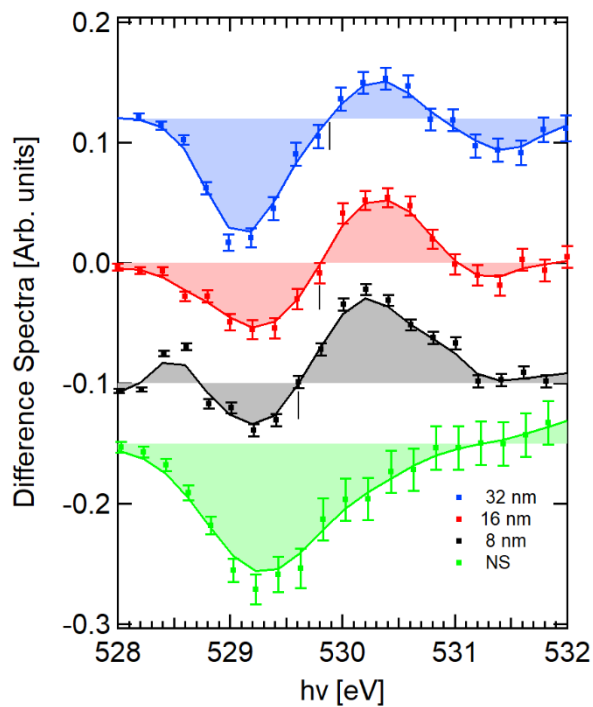 Difference Spectra [Arb. units]
0.2
0.1
0.0
-0.1
-0.2
-0.3
32 nm
16 nm
8 nm
NS
528 529 530 531 532
hν [eV]